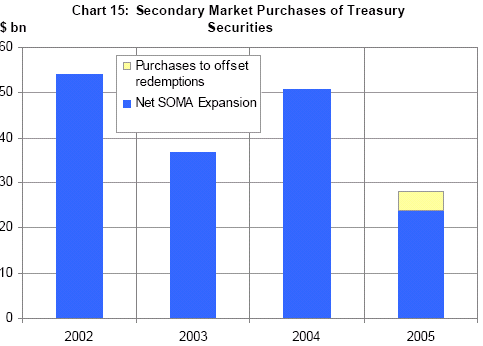 Chart 15: Secondary Market Purchases of Treasury
Securities
$ bn
60
50
40
30
20
10
0
Purchases to offset
redemptions
Net SOMA Expansion
2002 2003 2004 2005